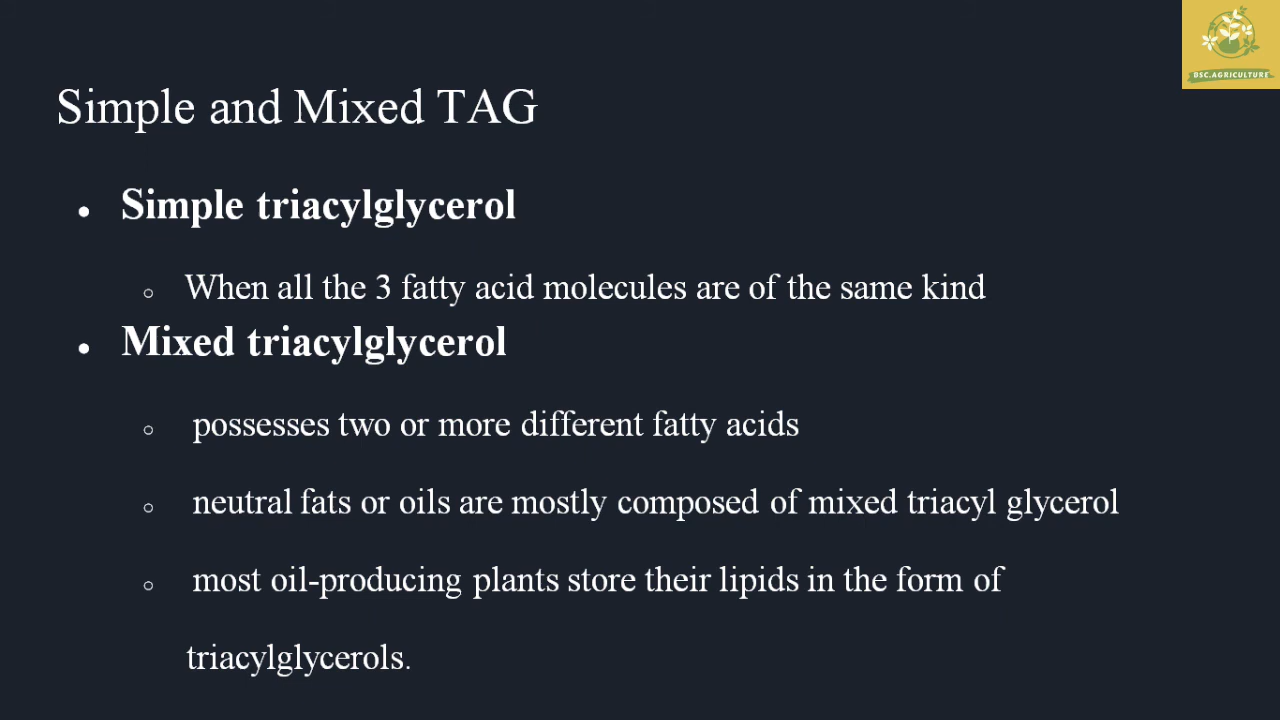 BSC.AGRICULTURE
Simple and Mixed TAG
● Simple triacylglycerol
○ When all the 3 fatty acid molecules are of the same kind
● Mixed triacylglycerol
○ possesses two or more different fatty acids
○ neutral fats or oils are mostly composed of mixed triacyl glycerol
○ most oil-producing plants store their lipids in the form of
triacylglycerols.